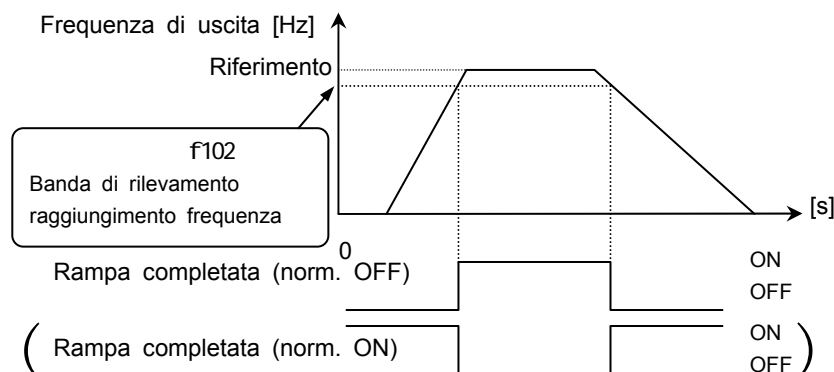 Frequenza di uscita [Hz]
Riferimento
f102
Banda di rilevamento
raggiungimento frequenza
[s]
0
Rampa completata (norm. OFF)
ON
OFF
( Rampa completata (norm. ON)
ON
OFF )